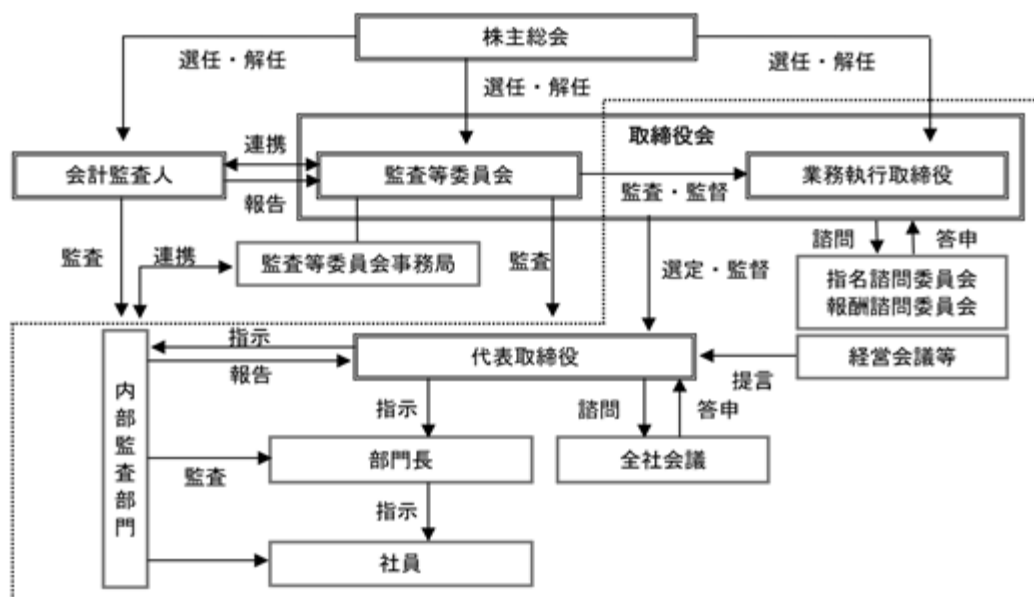 株主総会
選任・解任
選任・解任
選任・解任
取締役会
会計監査人
連携
報告
監査等委員会
監査・監督
業務執行取締役
監査
連携
監査等委員会事務局
監査
選定・監督
諮問
答申
指名諮問委員会
報酬諮問委員会
指示
報告
代表取締役
提言
経営会議等
内部監査部門
指示
諮問
答申
監査
部門長
全社会議
指示
社員